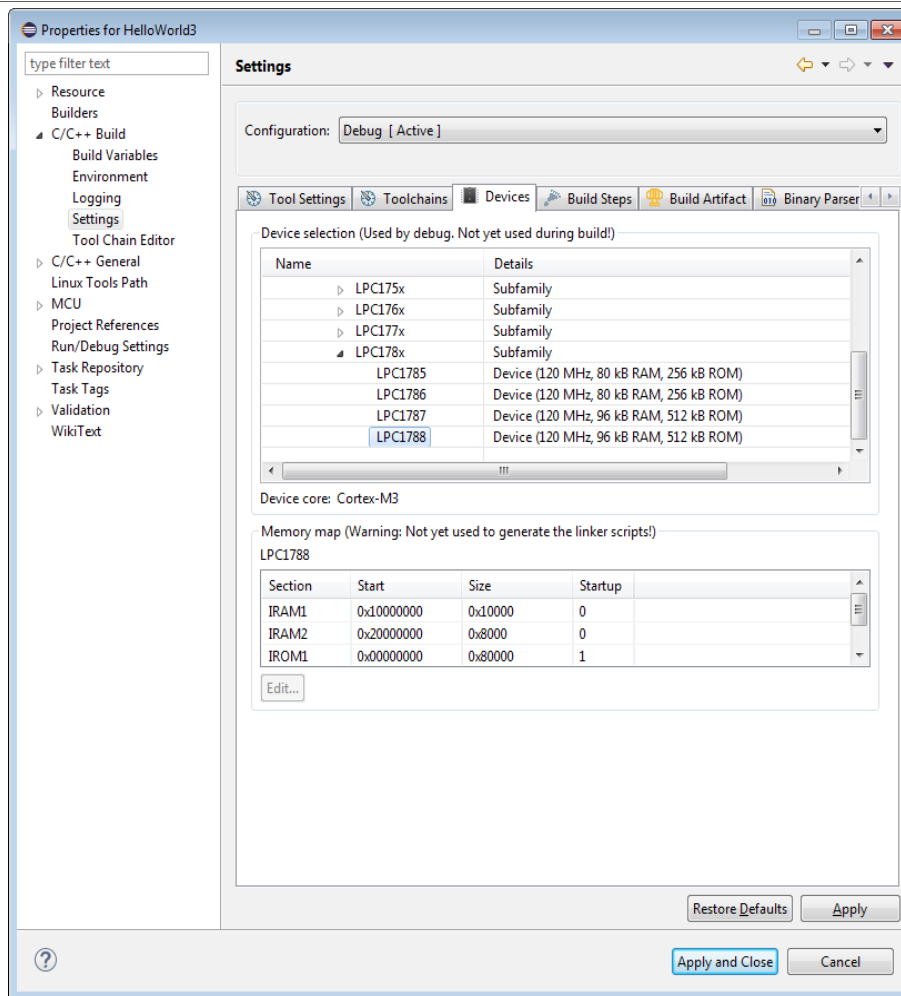 Properties for HelloWorld3
type filter text
Resource
Builders
C/C++ Build
Build Variables
Environment
Logging
Settings
Tool Chain Editor
C/C++ General
Linux Tools Path
MCU
Project References
Run/Debug Settings
Task Repository
Task Tags
Validation
WikiText
Settings
Configuration: Debug [ Active ]
Tool Settings Toolchains Devices Build Steps Build Artifact Binary Parser
Device selection (Used by debug. Not yet used during build!)
Name Details
LPC175x Subfamily
LPC176x Subfamily
LPC177x Subfamily
LPC178x Subfamily
LPC1785 Device (120 MHz, 80 kB RAM, 256 kB ROM)
LPC1786 Device (120 MHz, 80 kB RAM, 256 kB ROM)
LPC1787 Device (120 MHz, 96 kB RAM, 512 kB ROM)
LPC1788 Device (120 MHz, 96 kB RAM, 512 kB ROM)
Device core: Cortex-M3
Memory map (Warning: Not yet used to generate the linker scripts!)
LPC1788
Section Start Size Startup
IRAM1 0x10000000 0x10000 0
IRAM2 0x20000000 0x8000 0
IROM1 0x00000000 0x80000 1
Edit...
Restore Defaults Apply
? Apply and Close Cancel